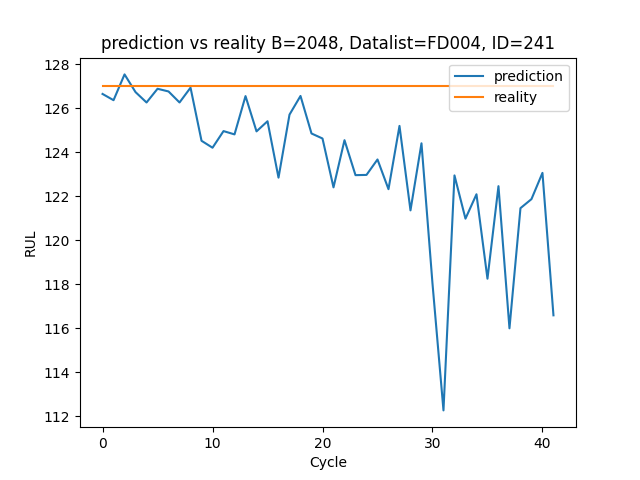 prediction vs reality B=2048, Datalist=FD004, ID=241
128
126
124
122
120
118
116
114
112
RUL
prediction
reality
0
10
20
30
40
Cycle